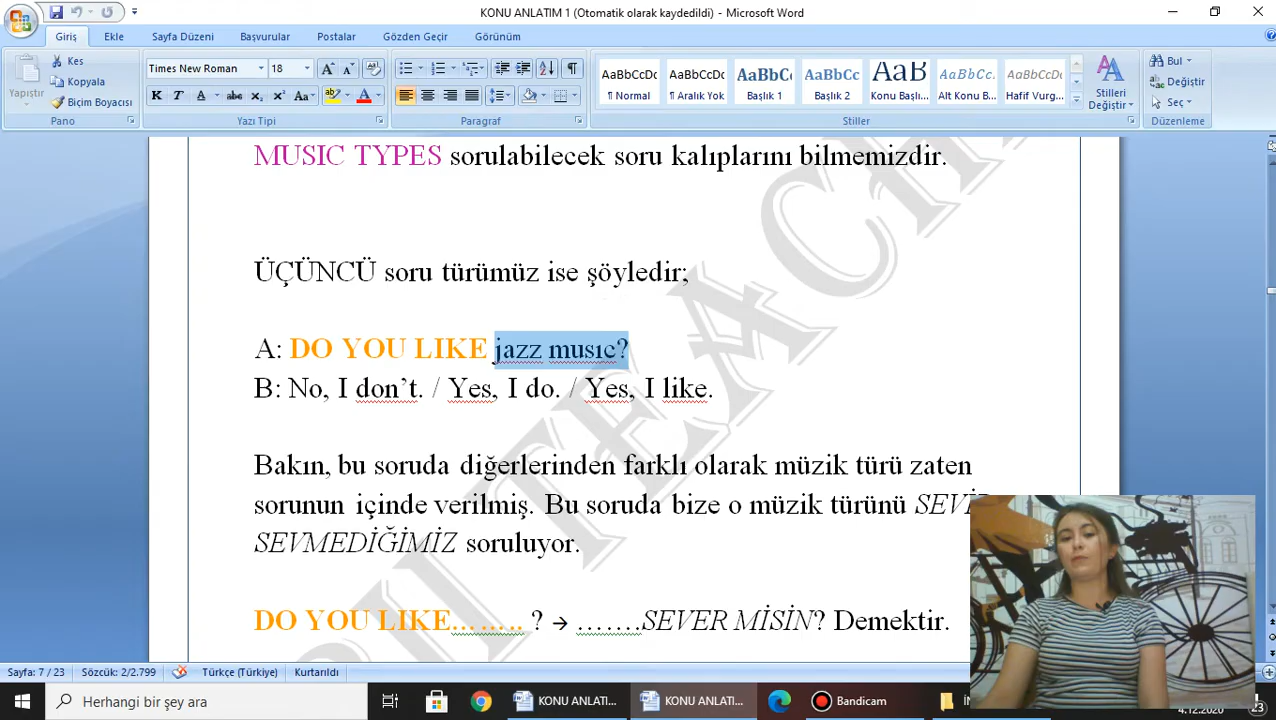 KONU ANLATIM 1 (Otomatik olarak kaydedildi) - Microsoft Word
Giriş Ekle Sayfa Düzeni Başvurular Postalar Gözden Geçir Görünüm
Yapıştır
Kes
Kopyala
Biçim Boyacısı
Pano
Times New Roman 18
Yazı Tipi
Paragraf
AaBbCcDc AaBbCcDc AaBbCc AaBbCc AaB AaBbCc. AaBbCcDc
¶ Normal ¶ Aralık Yok Başlık 1 Başlık 2 Konu Başlı... Alt Konu B... Hafif Vurg...
Stiller
Stilleri
Değiştir
Bul
Değiştir
Seç
Düzenleme
MUSIC TYPES sorulabilecek soru kalıplarını bilmemizdir.
ÜÇÜNCÜ soru türümüz ise şöyledir;
A: DO YOU LIKE jazz musıc?
B: No, I don’t. / Yes, I do. / Yes, I like.
Bakın, bu soruda diğerlerinden farklı olarak müzik türü zaten
sorunun içinde verilmiş. Bu soruda bize o müzik türünü
SEVMEDİĞİMİZ soruluyor.
DO YOU LIKE…….. ? → …….SEVER MİSİN? Demektir.
Sayfa: 7 / 23 Sözcük: 2/2.799 Türkçe (Türkiye) Kurtarıldı
Herhangi bir şey ara
KONU ANLATI... KONU ANLATI... Bandicam
4.12.2020
23